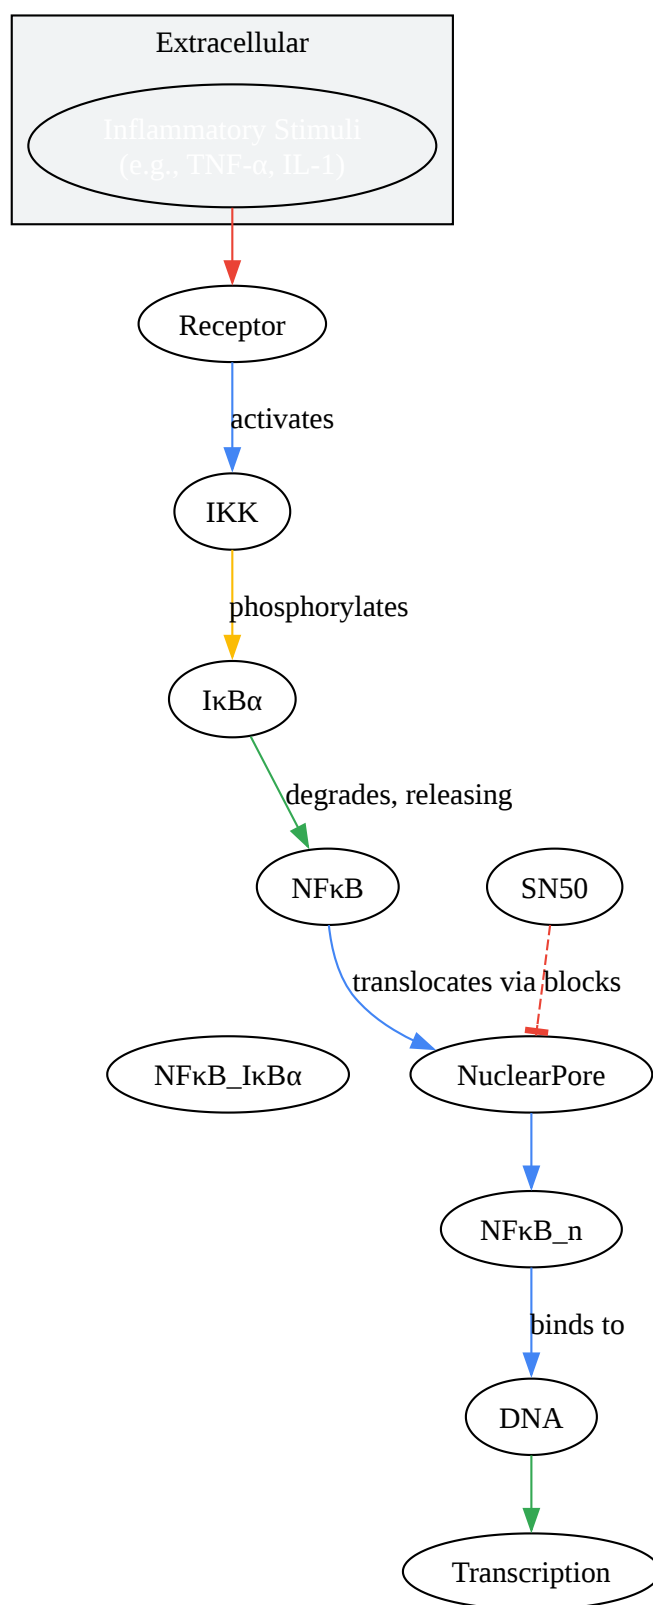 Extracellular
Inflammatory Stimuli
(e.g., TNF-α, IL-1)
Receptor
activates
IKK
phosphorylates
IκBα
degrades, releasing
NFκB
SN50
translocates via
blocks
NFκB_IκBα
NuclearPore
NFκB_n
binds to
DNA
Transcription